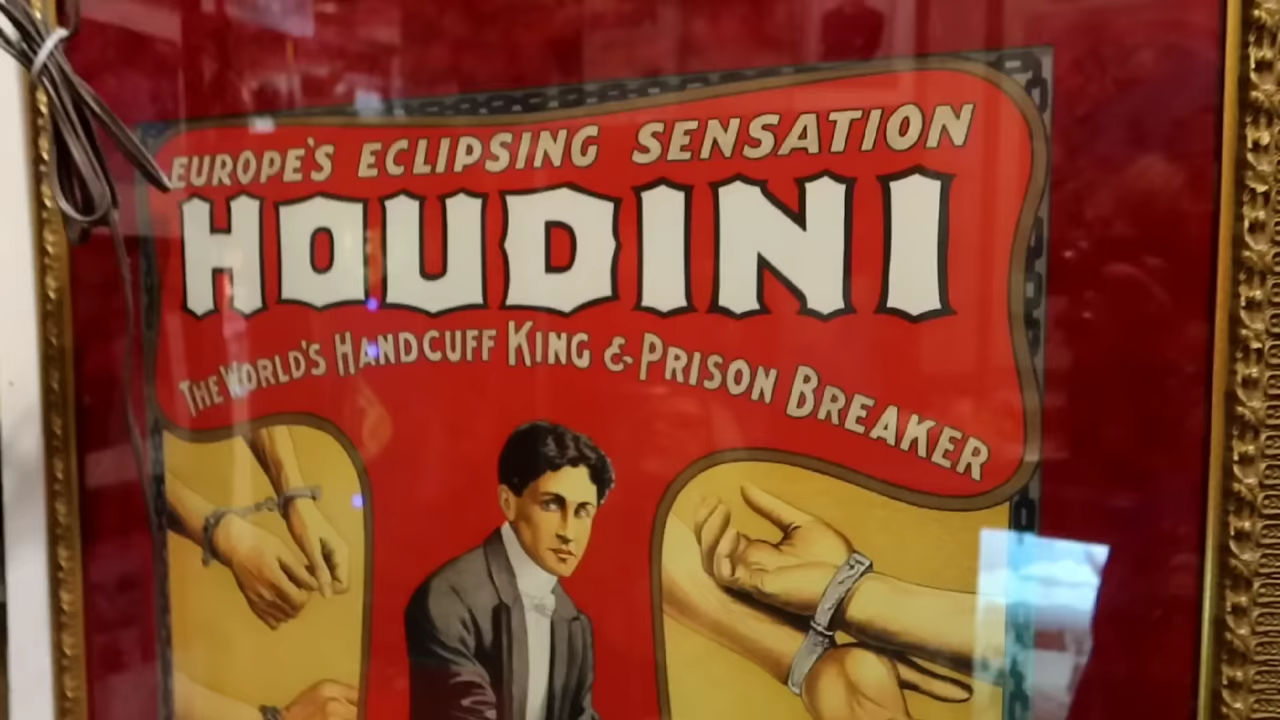 EUROPE'S ECLIPSING SENSATION
HOUDINI
THE WORLD'S HANDCUFF KING & PRISON BREAKER